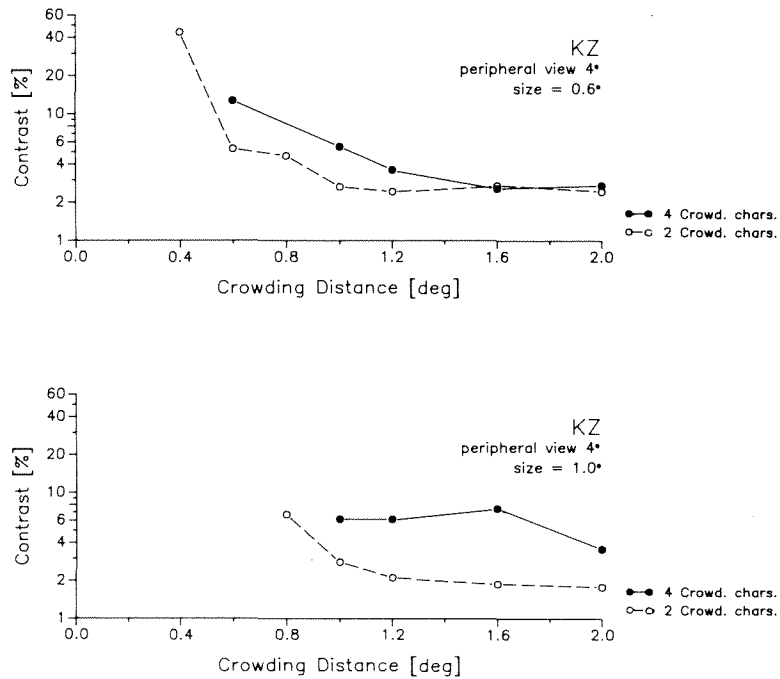 60
40
20
10
6
4
2
1
Contrast [%]
KZ
peripheral view 4°
size = 0.6°
4 Crowd. chars.
2 Crowd. chars.
0.0 0.4 0.8 1.2 1.6 2.0
Crowding Distance [deg]
60
40
20
10
6
4
2
1
Contrast [%]
KZ
peripheral view 4°
size = 1.0°
4 Crowd. chars.
2 Crowd. chars.
0.0 0.4 0.8 1.2 1.6 2.0
Crowding Distance [deg]